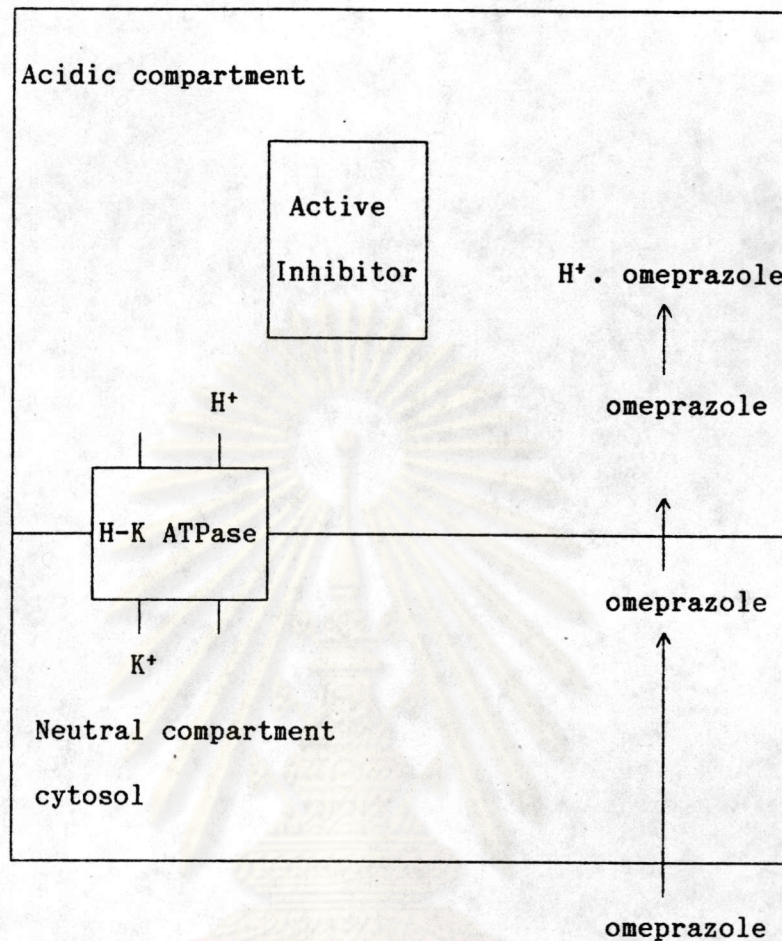 Acidic compartment
Active
Inhibitor
H⁺. omeprazole
omeprazole
H⁺
H-K ATPase
omeprazole
K⁺
Neutral compartment
cytosol
omeprazole